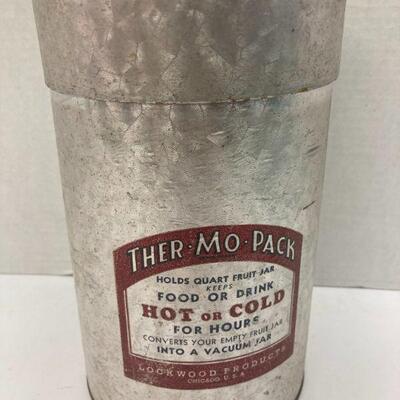 THER·MO·PACK
HOLDS QUART FRUIT JAR
KEEPS
FOOD OR DRINK
HOT OR COLD
FOR HOURS
CONVERTS YOUR EMPTY FRUIT JAR
INTO A VACUUM JAR
LOCKWOOD PRODUCTS
CHICAGO U.S.A.